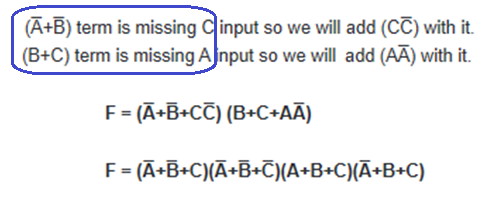 (A̅+B̅) term is missing C input so we will add (CC̅) with it.
(B+C) term is missing A input so we will add (AA̅) with it.
F = (A̅+B̅+CC̅) (B+C+AA̅)
F = (A̅+B̅+C)(A̅+B̅+C̅)(A+B+C)(A̅+B+C)